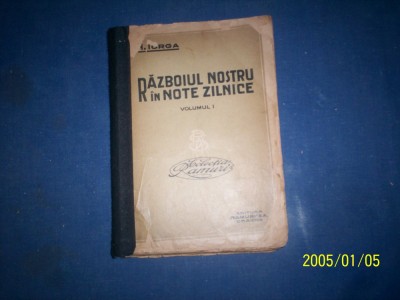 IORGA
RĂZBOIUL NOSTRU
ÎN NOTE ZILNICE
VOLUMUL I
Ramuri
2005/01/05